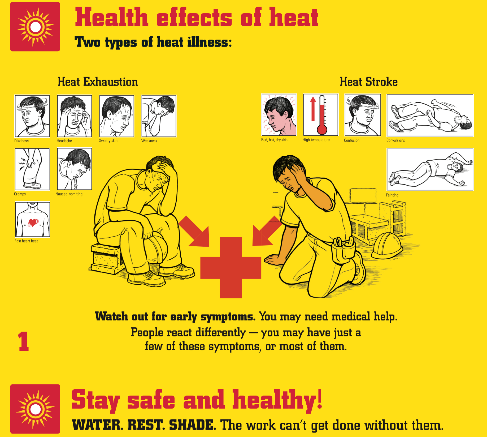 Health effects of heat
Two types of heat illness:
Heat Exhaustion
Heat Stroke
Watch out for early symptoms. You may need medical help.
People react differently — you may have just a
few of these symptoms, or most of them.
1
Stay safe and healthy!
WATER. REST. SHADE. The work can't get done without them.